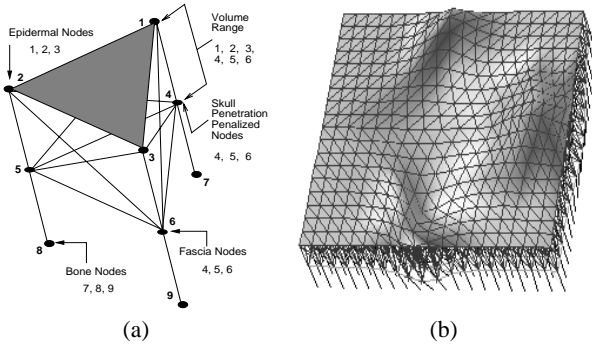 Epidermal Nodes
1, 2, 3
1
Volume
Range
1, 2, 3,
4, 5, 6
2
4
Skull
Penetration
Penalized
Nodes
4, 5, 6
3
5
7
6
8
Fascia Nodes
4, 5, 6
Bone Nodes
7, 8, 9
9
(a)
(b)